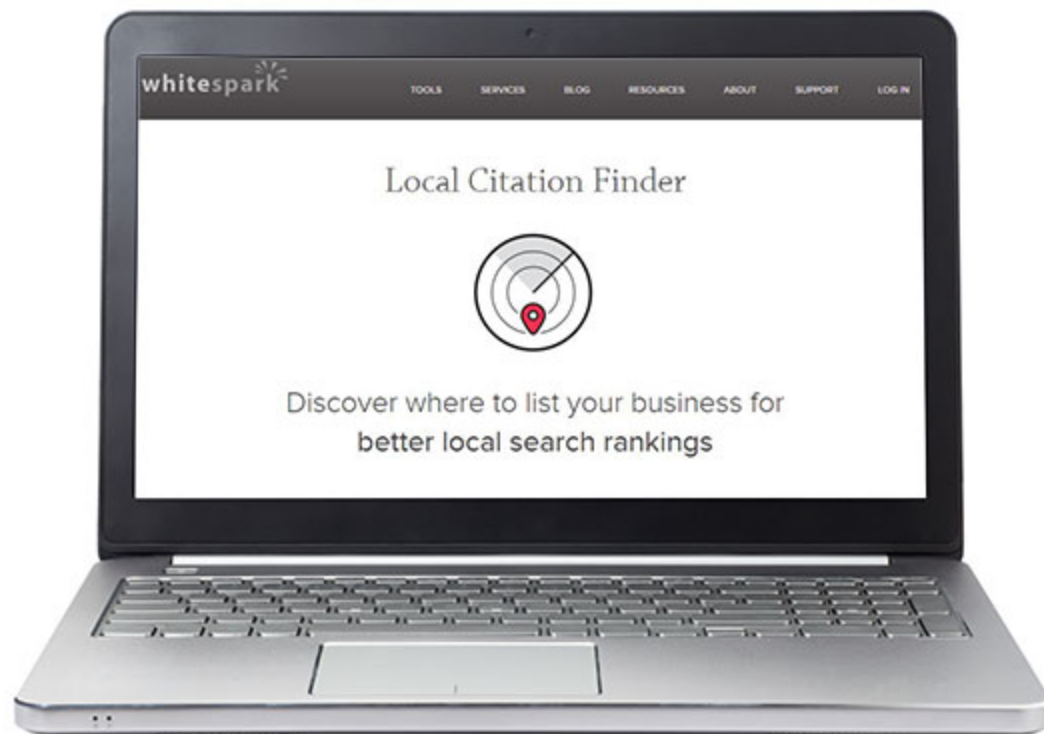 whitespark
TOOLS SERVICES BLOG RESOURCES ABOUT SUPPORT LOG IN
Local Citation Finder
Discover where to list your business for
better local search rankings